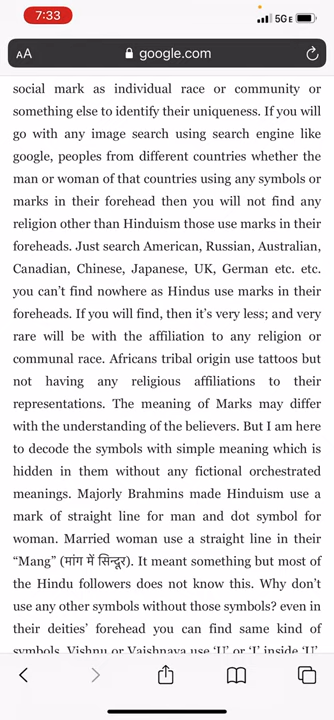 7:33
5G E
AA
google.com
social mark as individual race or community or
something else to identify their uniqueness. If you will
go with any image search using search engine like
google, peoples from different countries whether the
man or woman of that countries using any symbols or
marks in their forehead then you will not find any
religion other than Hinduism those use marks in their
foreheads. Just search American, Russian, Australian,
Canadian, Chinese, Japanese, UK, German etc. etc.
you can’t find nowhere as Hindus use marks in their
foreheads. If you will find, then it’s very less; and very
rare will be with the affiliation to any religion or
communal race. Africans tribal origin use tattoos but
not having any religious affiliations to their
representations. The meaning of Marks may differ
with the understanding of the believers. But I am here
to decode the symbols with simple meaning which is
hidden in them without any fictional orchestrated
meanings. Majorly Brahmins made Hinduism use a
mark of straight line for man and dot symbol for
woman. Married woman use a straight line in their
“Mang” (मांग में सिन्दूर). It meant something but most of
the Hindu followers does not know this. Why don’t
use any other symbols without those symbols? even in
their deities’ forehead you can find same kind of
symbols. Vishnu or Vaishnava use ‘U’ or ‘I’ inside ‘U’